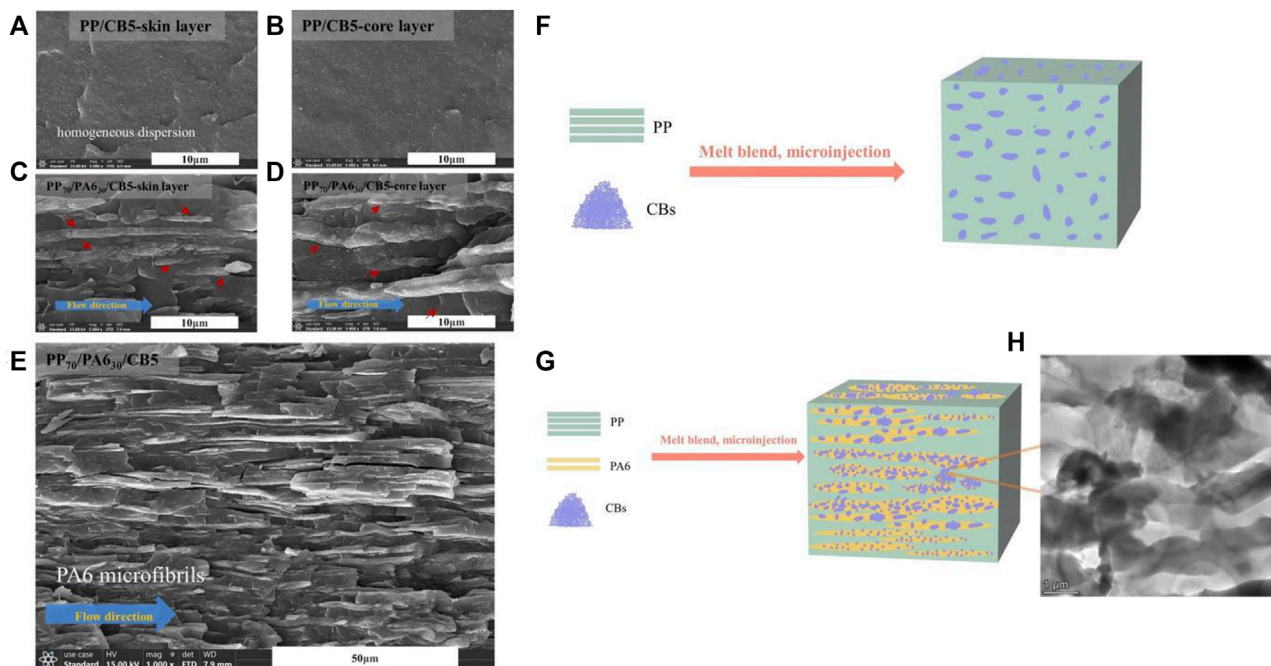 A
PP/CB5-skin layer
homogeneous dispersion
10µm
B
PP/CB5-core layer
10µm
C
PP70/PA630/CB5-skin layer
Flow direction
10µm
D
PP70/PA630/CB5-core layer
Flow direction
10µm
E
PP70/PA630/CB5
PA6 microfibrils
Flow direction
use case HV mag ¤ det WD
Standard 15.00 kV 1 000 x ETD 7.9 mm
50µm
F
PP
CBs
Melt blend, microinjection
G
PP
PA6
CBs
Melt blend, microinjection
H
1 µm